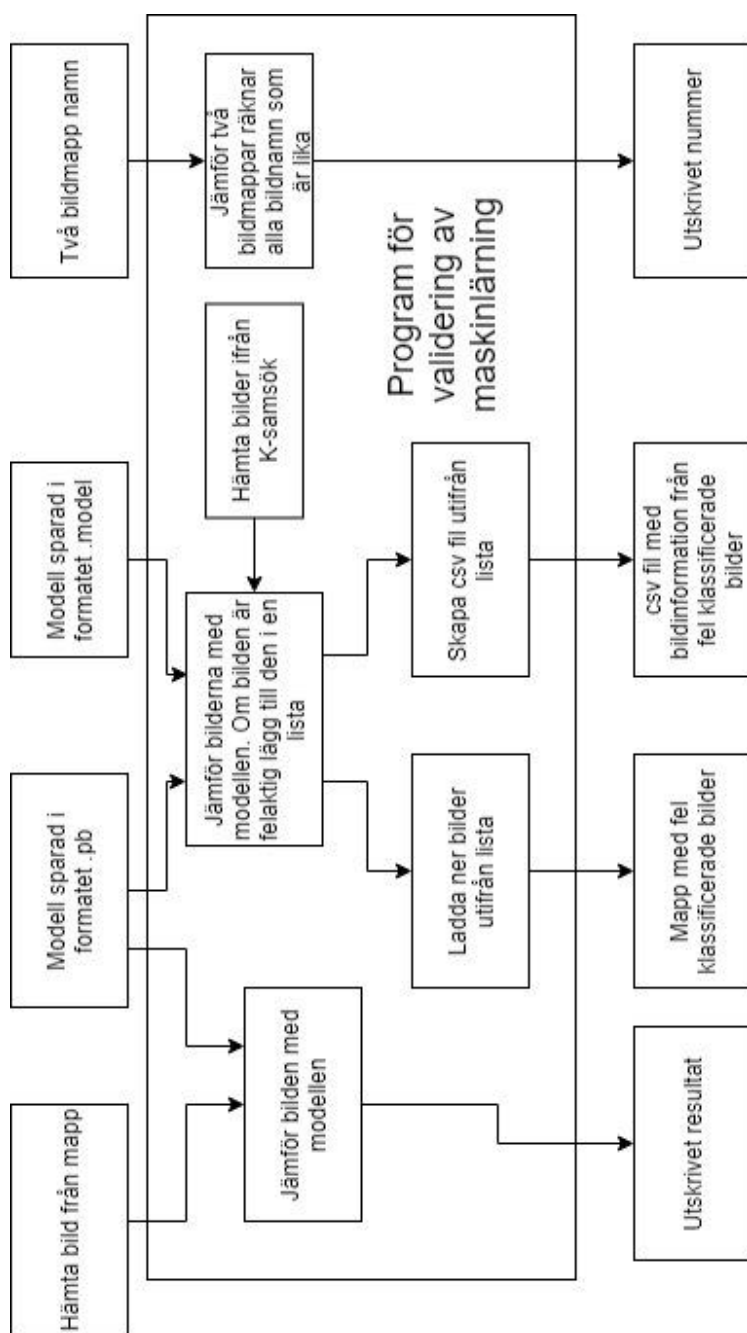 Hämta bild från mapp
Modell sparad i
formatet .pb
Modell sparad i
formatet .model
Två bildmapp namn
Jämför bilden med
modellen
Jämför bilderna med
modellen. Om bilden är
felaktig lägg till den i en
lista
Hämta bilder ifrån
K-samsök
Jämför två
bildmappar räknar
alla bildnamn som
är lika
Ladda ner bilder
utifrån lista
Skapa csv fil utifrån
lista
Program för
validering av
maskinlärning
Utskrivet resultat
Mapp med fel
klassificerade bilder
csv fil med
bildinformation från
fel klassificerade
bilder
Utskrivet nummer